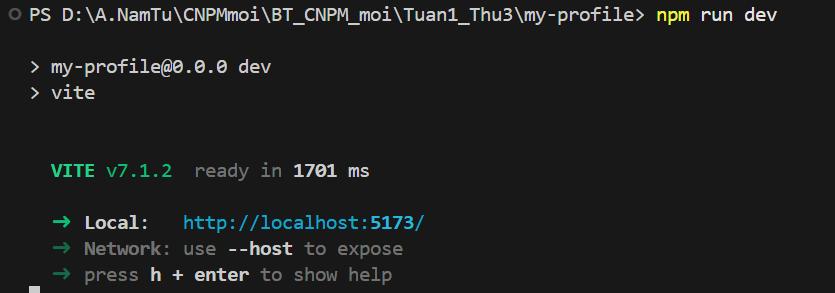 PS D:\A.NamTu\CNPMmoi\BT_CNPM_moi\Tuan1_Thu3\my-profile> npm run dev
> my-profile@0.0.0 dev
> vite
VITE v7.1.2  ready in 1701 ms
➜ Local:   http://localhost:5173/
➜ Network: use --host to expose
➜ press h + enter to show help